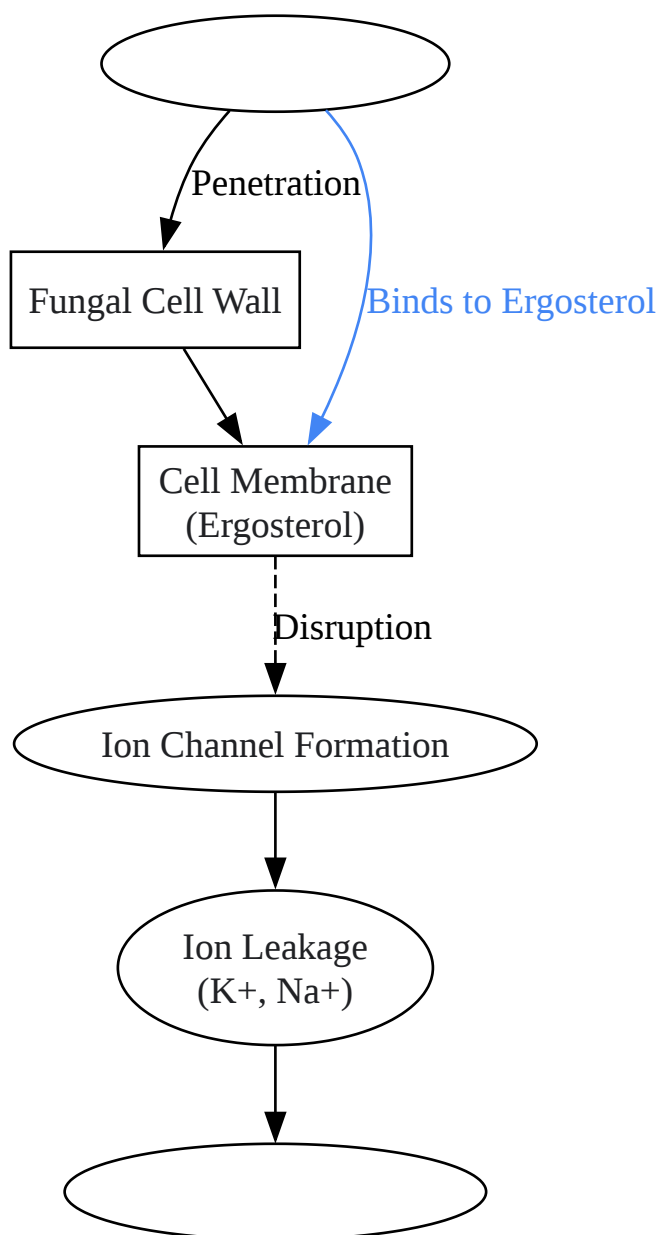 Penetration
Fungal Cell Wall
Binds to Ergosterol
Cell Membrane
(Ergosterol)
Disruption
Ion Channel Formation
Ion Leakage
(K+, Na+)